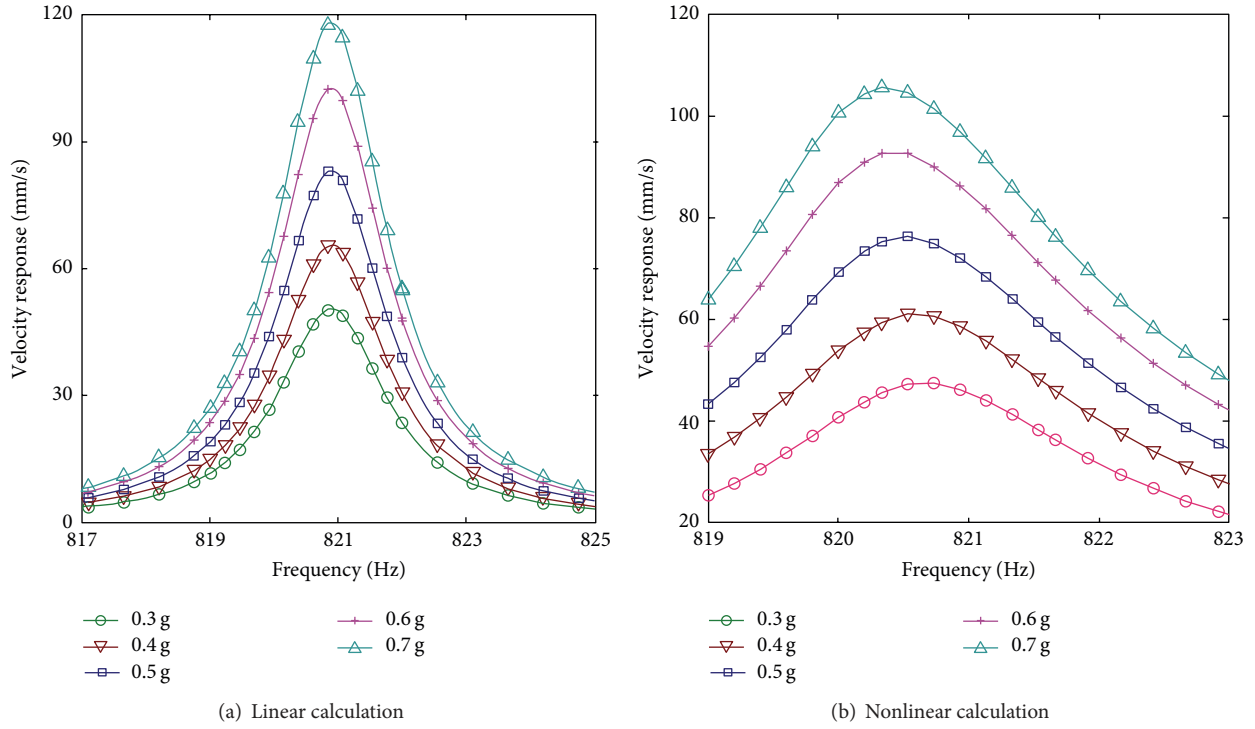 120
90
60
30
0
Velocity response (mm/s)
817 819 821 823 825
Frequency (Hz)
0.3 g
0.4 g
0.5 g
0.6 g
0.7 g
(a) Linear calculation
120
100
80
60
40
20
Velocity response (mm/s)
819 820 821 822 823
Frequency (Hz)
0.3 g
0.4 g
0.5 g
0.6 g
0.7 g
(b) Nonlinear calculation